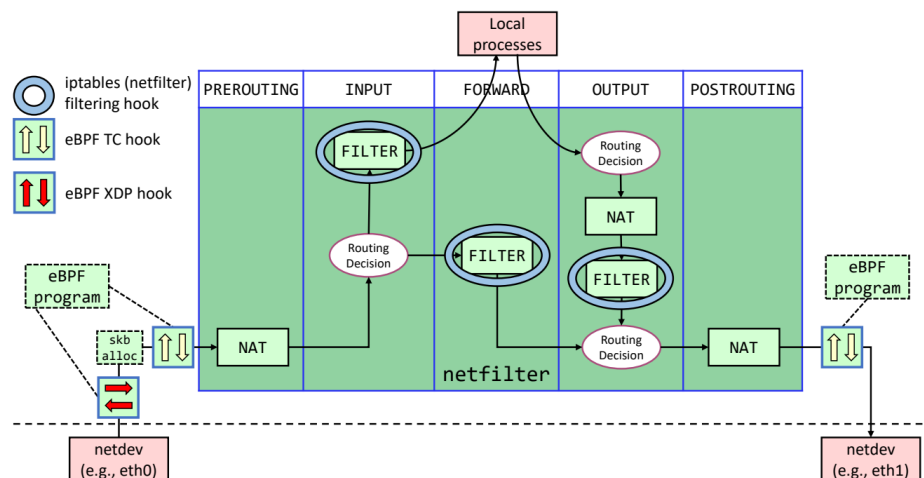 Local
processes
iptables (netfilter)
filtering hook
eBPF TC hook
eBPF XDP hook
PREROUTING
INPUT
FORWARD
OUTPUT
POSTROUTING
FILTER
Routing
Decision
NAT
Routing
Decision
FILTER
FILTER
eBPF
program
eBPF
program
skb
alloc
NAT
Routing
Decision
NAT
netfilter
netdev
(e.g., eth0)
netdev
(e.g., eth1)